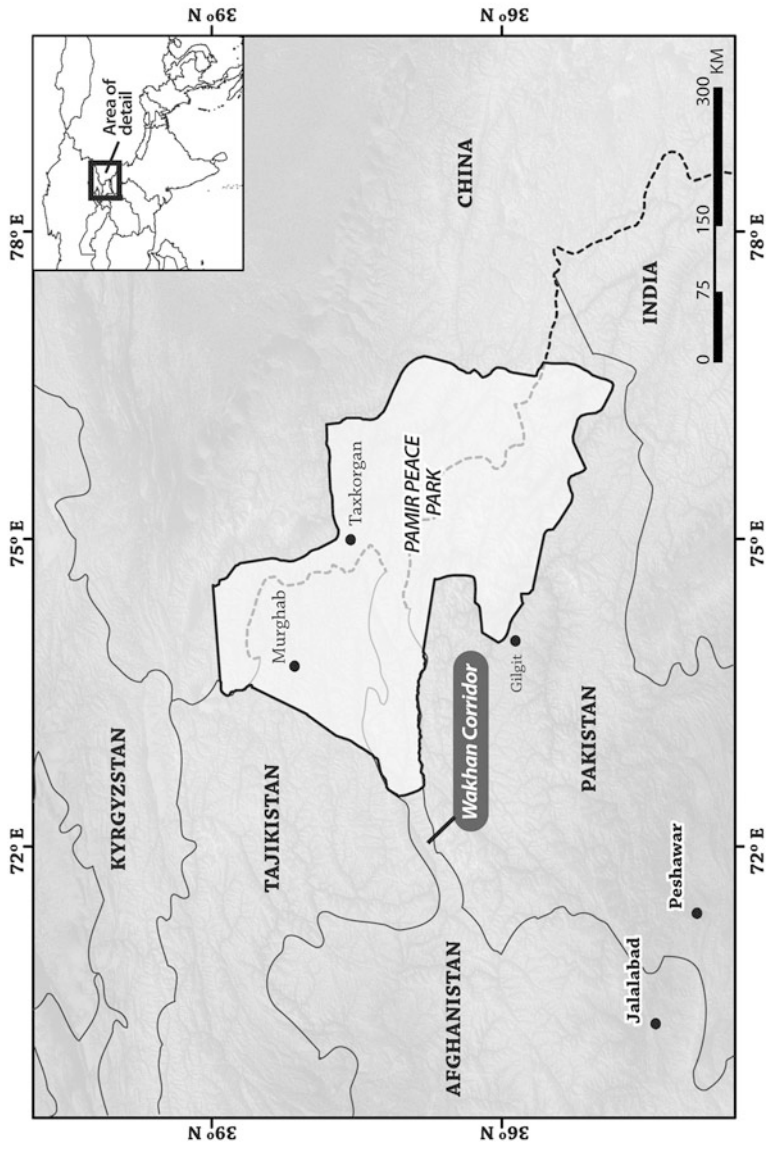 72° E
75° E
78° E
Area of
detail
39° N
39° N
KYRGYZSTAN
TAJIKISTAN
Murghab
Taxkorgan
PAMIR PEACE
PARK
CHINA
AFGHANISTAN
Wakhan Corridor
36° N
36° N
Gilgit
PAKISTAN
INDIA
Jalalabad
Peshawar
0 75 150 300
KM
72° E
75° E
78° E